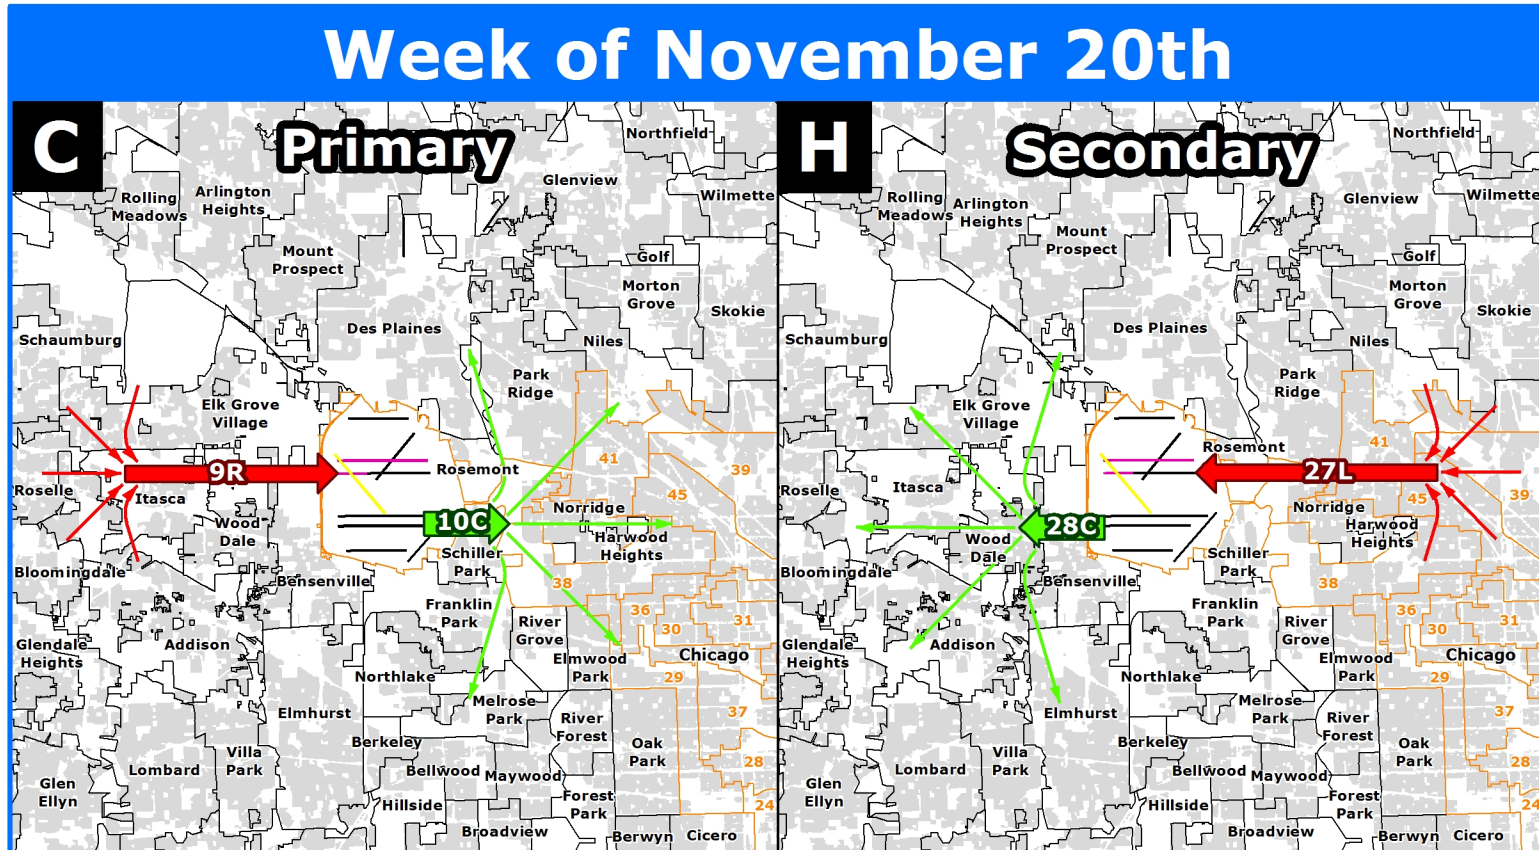 Week of November 20th
C
Primary
Northfield
Glenview
Wilmette
Rolling
Meadows
Arlington
Heights
Mount
Prospect
Golf
Morton
Grove
Skokie
Des Plaines
Schaumburg
Niles
Park
Ridge
Elk Grove
Village
41
39
Rosemont
9R
Roselle
Itasca
45
Norridge
10C
Wood
Dale
Harwood
Heights
Schiller
Park
Bloomingdale
Bensenville
38
Franklin
Park
36
31
30
River
Grove
Glendale
Heights
Addison
Elmwood
Park
Chicago
Northlake
29
Melrose
Park
Elmhurst
37
River
Forest
Berkeley
Oak
Park
Villa
Park
28
Lombard
Bellwood
Maywood
Glen
Ellyn
Forest
Park
Hillside
24
Broadview
Berwyn
Cicero
H
Secondary
Northfield
Glenview
Wilmette
Rolling
Meadows
Arlington
Heights
Mount
Prospect
Golf
Morton
Grove
Skokie
Des Plaines
Schaumburg
Niles
Park
Ridge
Elk Grove
Village
41
Rosemont
27L
Roselle
Itasca
45
39
Norridge
28C
Wood
Dale
Harwood
Heights
Schiller
Park
Bloomingdale
Bensenville
38
Franklin
Park
36
31
30
River
Grove
Glendale
Heights
Addison
Elmwood
Park
Chicago
Northlake
29
Melrose
Park
Elmhurst
37
River
Forest
Berkeley
Oak
Park
Villa
Park
28
Lombard
Bellwood
Maywood
Glen
Ellyn
Forest
Park
Hillside
24
Broadview
Berwyn
Cicero